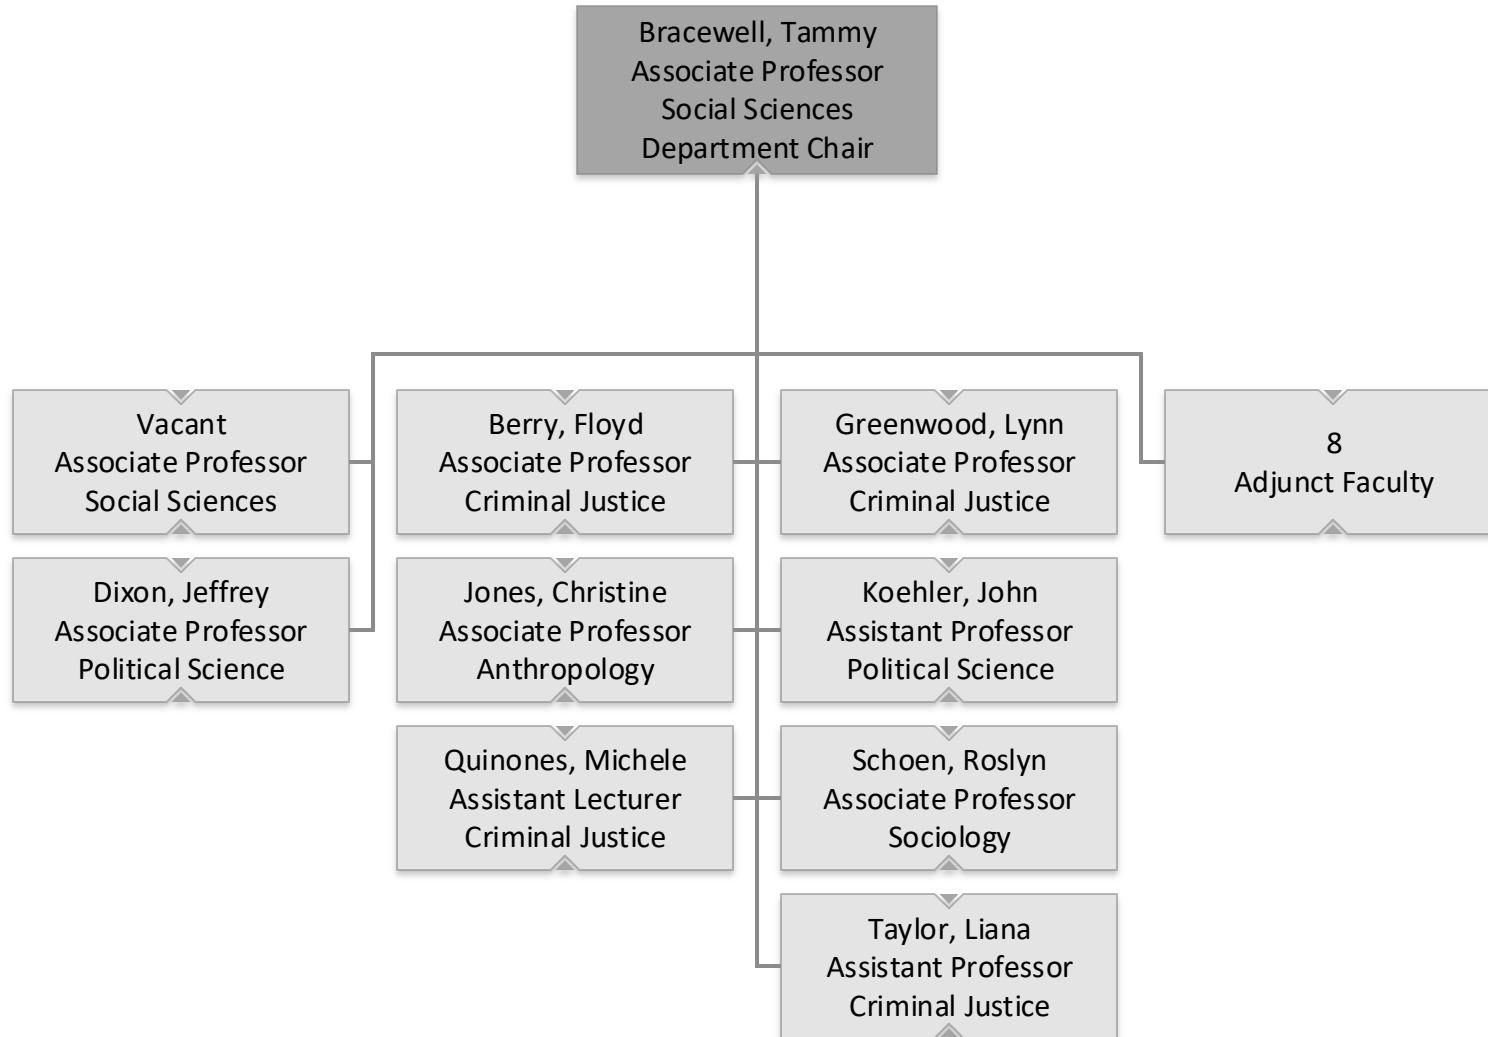 Bracewell, Tammy
Associate Professor
Social Sciences
Department Chair
Vacant
Associate Professor
Social Sciences
Dixon, Jeffrey
Associate Professor
Political Science
Berry, Floyd
Associate Professor
Criminal Justice
Jones, Christine
Associate Professor
Anthropology
Quinones, Michele
Assistant Lecturer
Criminal Justice
Greenwood, Lynn
Associate Professor
Criminal Justice
Koehler, John
Assistant Professor
Political Science
Schoen, Roslyn
Associate Professor
Sociology
Taylor, Liana
Assistant Professor
Criminal Justice
8
Adjunct Faculty